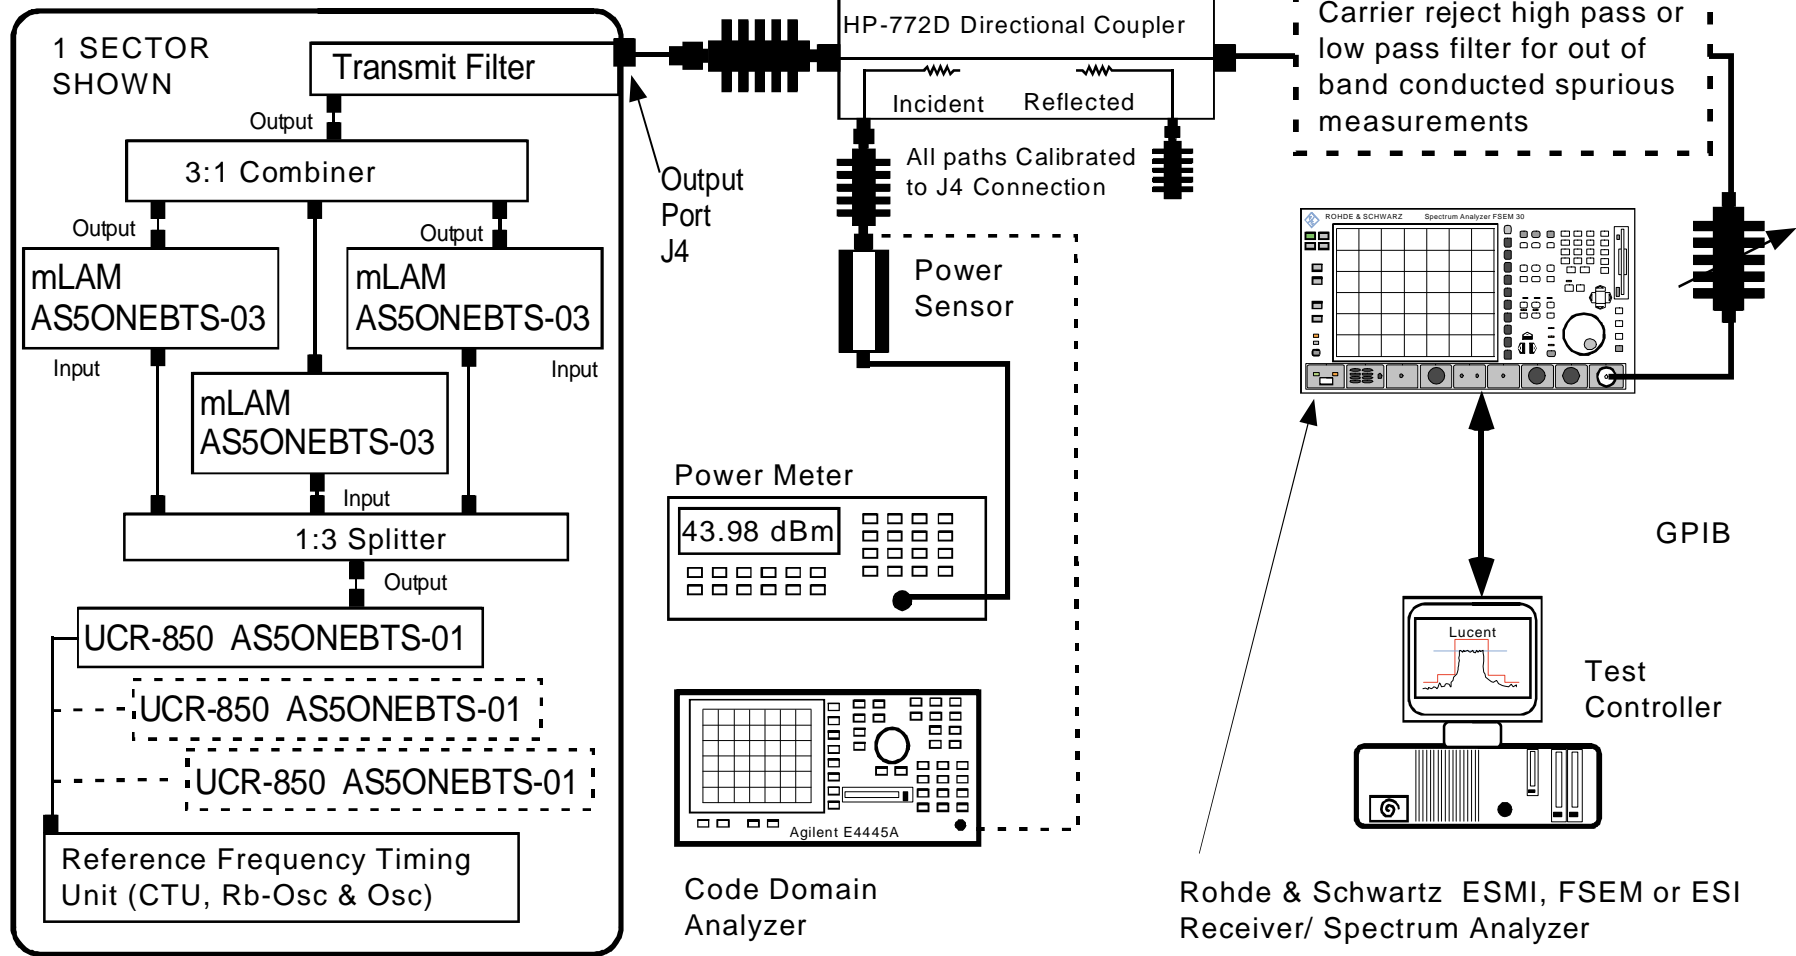 1 SECTOR
SHOWN
Transmit Filter
Output
3:1 Combiner
Output
Output
mLAM
AS5ONEBTS-03
mLAM
AS5ONEBTS-03
Input
Input
mLAM
AS5ONEBTS-03
Input
1:3 Splitter
Output
UCR-850 AS5ONEBTS-01
UCR-850 AS5ONEBTS-01
UCR-850 AS5ONEBTS-01
Reference Frequency Timing
Unit (CTU, Rb-Osc & Osc)
Output
Port
J4
HP-772D Directional Coupler
Incident
Reflected
All paths Calibrated
to J4 Connection
Power
Sensor
Power Meter
43.98 dBm
Agilent E4445A
Code Domain
Analyzer
Carrier reject high pass or
low pass filter for out of
band conducted spurious
measurements
ROHDE & SCHWARZ Spectrum Analyzer FSEM 30
GPIB
Lucent
Test
Controller
Rohde & Schwartz ESMI, FSEM or ESI
Receiver/ Spectrum Analyzer